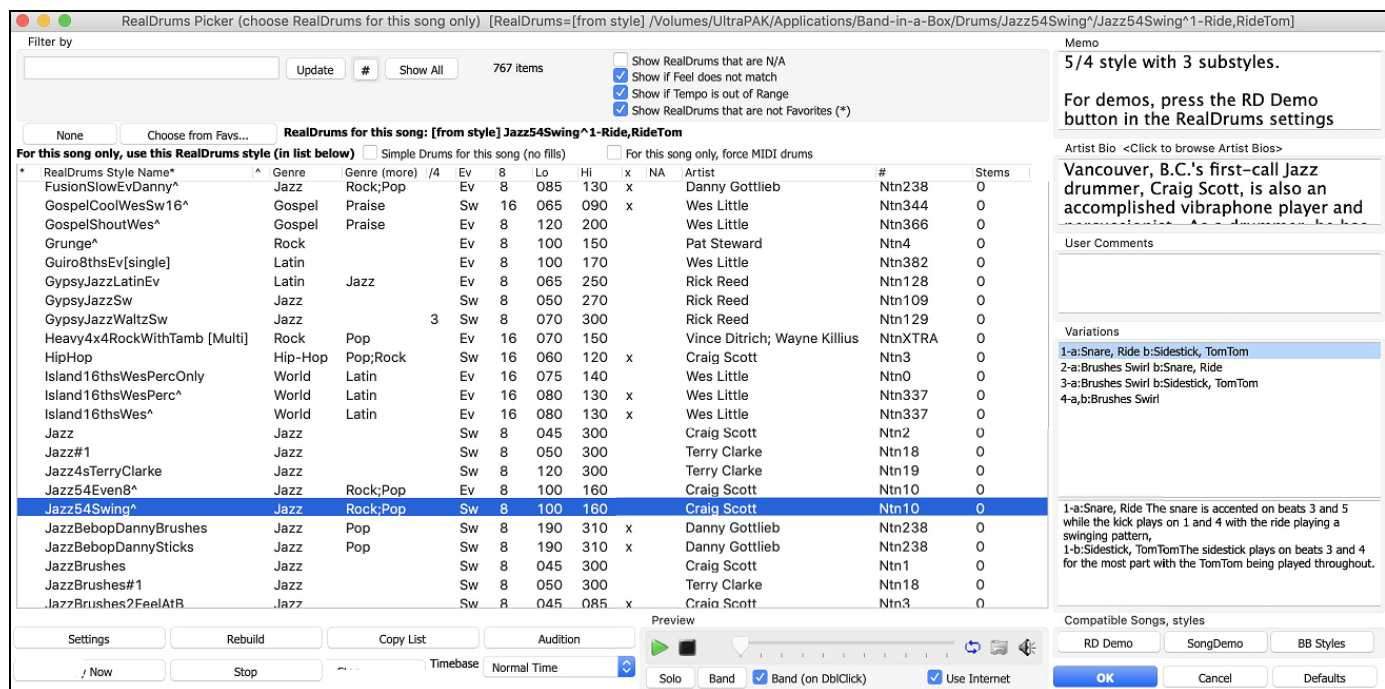 RealDrums Picker (choose RealDrums for this song only) [RealDrums=[from style] /Volumes/UltraPAK/Applications/Band-in-a-Box/Drums/Jazz54Swing^/Jazz54Swing^1-Ride,RideTom]
Filter by
Update # Show All 767 items
Show RealDrums that are N/A
Show if Feel does not match
Show if Tempo is out of Range
Show RealDrums that are not Favorites (*)
None Choose from Favs... RealDrums for this song: [from style] Jazz54Swing^1-Ride,RideTom
For this song only, use this RealDrums style (in list below) Simple Drums for this song (no fills) For this song only, force MIDI drums
* RealDrums Style Name* ^ Genre Genre (more) /4 Ev 8 Lo Hi x NA Artist # Stems
FusionSlowEvDanny^ Jazz Rock;Pop Ev 8 085 130 x Danny Gottlieb Ntn238 0
GospelCoolWesSw16^ Gospel Praise Sw 16 065 090 x Wes Little Ntn344 0
GospelShoutWes^ Gospel Praise Ev 8 120 200 Wes Little Ntn366 0
Grunge^ Rock Ev 8 100 150 Pat Steward Ntn4 0
Guiro8thsEv[single] Latin Ev 8 100 170 Wes Little Ntn382 0
GypsyJazzLatinEv Latin Jazz Ev 8 065 250 Rick Reed Ntn128 0
GypsyJazzSw Jazz Sw 8 050 270 Rick Reed Ntn109 0
GypsyJazzWaltzSw Jazz 3 Sw 8 070 300 Rick Reed Ntn129 0
Heavy4x4RockWithTamb [Multi] Rock Pop Ev 16 070 150 Vince Ditrich; Wayne Killius NtnXTRA 0
HipHop Hip-Hop Pop;Rock Sw 16 060 120 x Craig Scott Ntn3 0
Island16thsWesPercOnly World Latin Ev 16 075 140 Wes Little Ntn0 0
Island16thsWesPerc^ World Latin Ev 16 080 130 x Wes Little Ntn337 0
Island16thsWes^ World Latin Ev 16 080 130 x Wes Little Ntn337 0
Jazz Jazz Sw 8 045 300 Craig Scott Ntn2 0
Jazz#1 Jazz Sw 8 050 300 Terry Clarke Ntn18 0
Jazz4sTerryClarke Jazz Sw 8 120 300 Terry Clarke Ntn19 0
Jazz54Even8^ Jazz Rock;Pop Ev 8 100 160 Craig Scott Ntn10 0
Jazz54Swing^ Jazz Rock;Pop Sw 8 100 160 Craig Scott Ntn10 0
JazzBebopDannyBrushes Jazz Pop Sw 8 190 310 x Danny Gottlieb Ntn238 0
JazzBebopDannySticks Jazz Pop Sw 8 190 310 x Danny Gottlieb Ntn238 0
JazzBrushes Jazz Sw 8 045 300 Craig Scott Ntn1 0
JazzBrushes#1 Jazz Sw 8 050 300 Terry Clarke Ntn18 0
JazzBrushes2FeelAtB Jazz Sw 8 045 085 x Craig Scott Ntn3 0
Settings Rebuild Copy List Audition
Now Stop Timebase Normal Time
Preview
Solo Band Band (on DblClick) Use Internet
Memo
5/4 style with 3 substyles.
For demos, press the RD Demo
button in the RealDrums settings
Artist Bio <Click to browse Artist Bios>
Vancouver, B.C.'s first-call Jazz
drummer, Craig Scott, is also an
accomplished vibraphone player and
percussionist. As a drummer, he has
User Comments
Variations
1-a:Snare, Ride b:Sidestick, TomTom
2-a:Brushes Swirl b:Snare, Ride
3-a:Brushes Swirl b:Sidestick, TomTom
4-a,b:Brushes Swirl
1-a:Snare, Ride The snare is accented on beats 3 and 5
while the kick plays on 1 and 4 with the ride playing a
swinging pattern,
1-b:Sidestick, TomTomThe sidestick plays on beats 3 and 4
for the most part with the TomTom being played throughout.
Compatible Songs, styles
RD Demo SongDemo BB Styles
OK Cancel Defaults